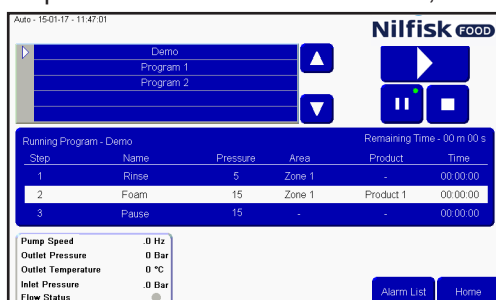 Auto - 15-01-17 - 11:47:01
Nilfisk FOOD
Demo
Program 1
Program 2
Running Program - Demo Remaining Time - 00 m 00 s
Step Name Pressure Area Product Time
1 Rinse 5 Zone 1 - 00:00:00
2 Foam 15 Zone 1 Product 1 00:00:00
3 Pause 15 - - 00:00:00
Pump Speed .0 Hz
Outlet Pressure 0 Bar
Outlet Temperature 0 °C
Inlet Pressure .0 Bar
Flow Status
Alarm List Home